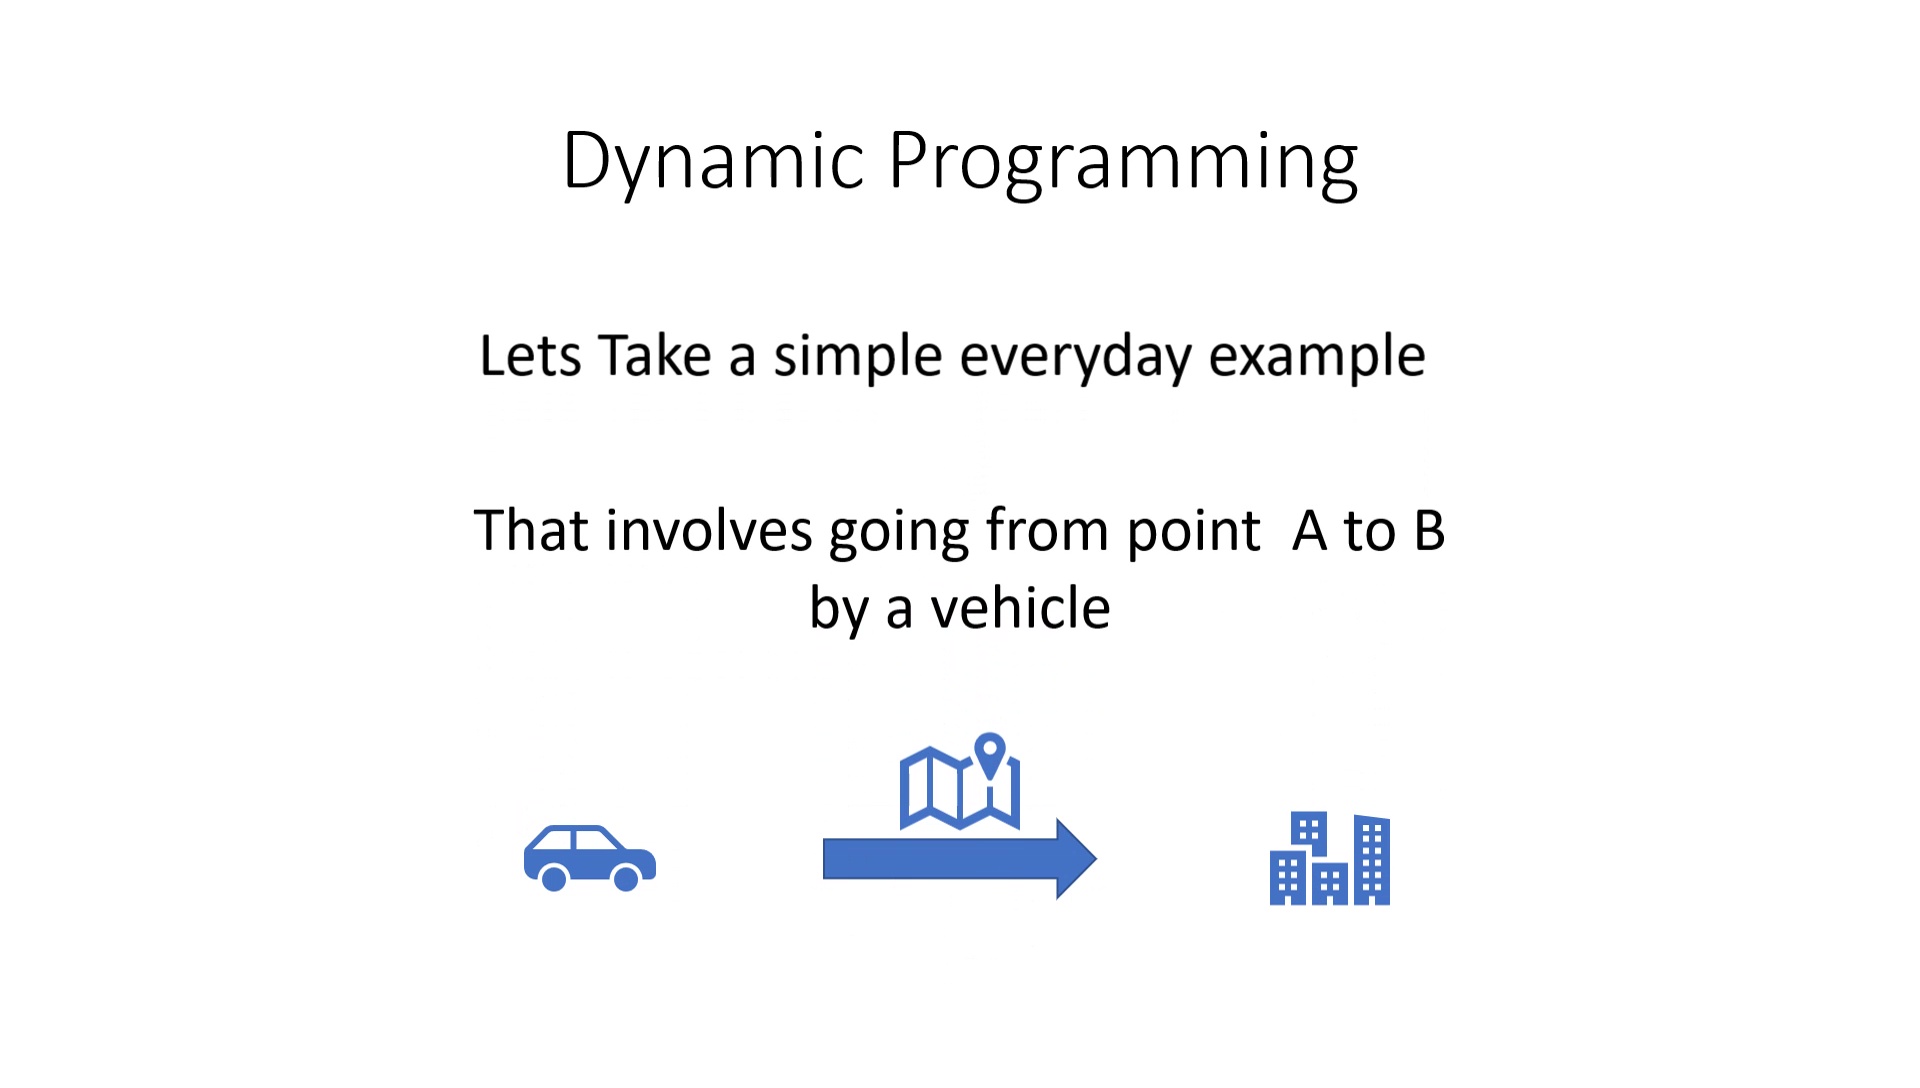 Dynamic Programming
Lets Take a simple everyday example
That involves going from point  A to B
by a vehicle